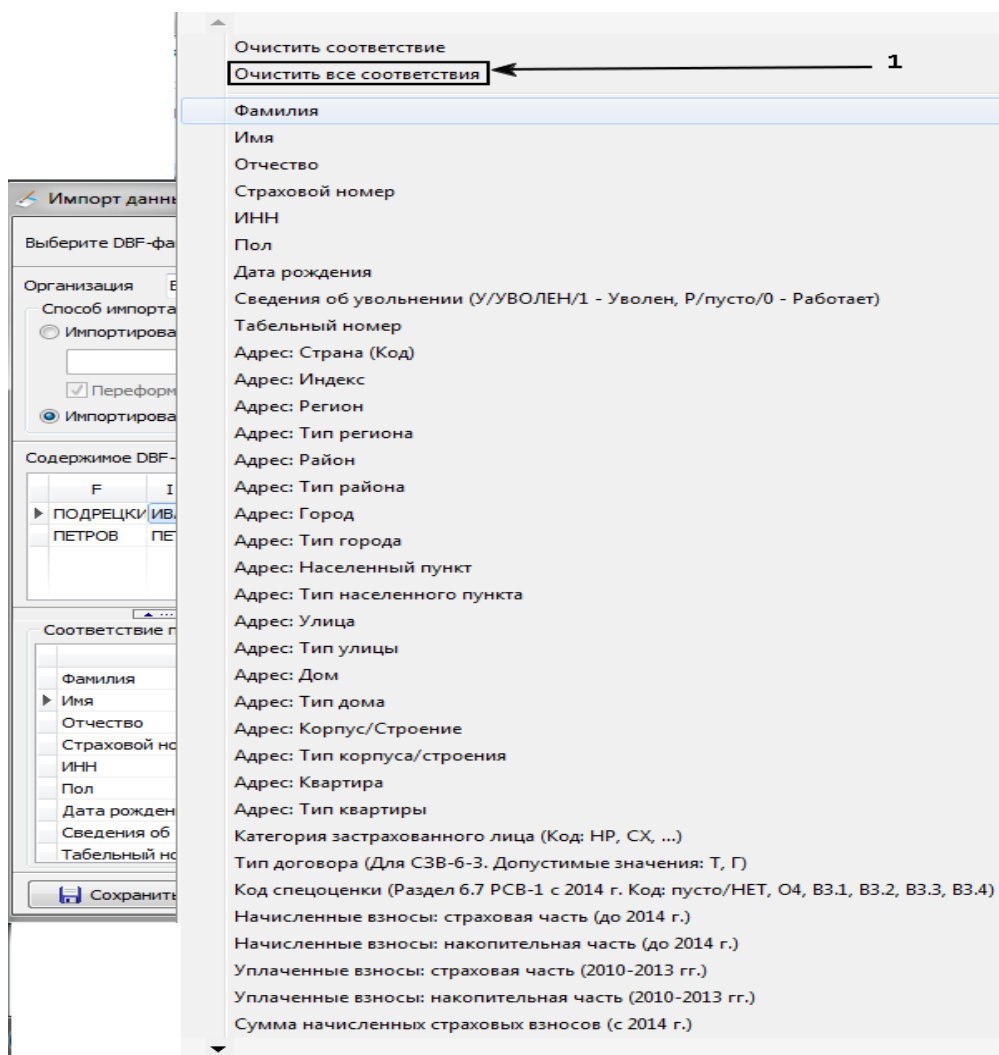 Очистить соответствие
Очистить все соответствия
1
Фамилия
Имя
Отчество
Страховой номер
ИНН
Пол
Дата рождения
Сведения об увольнении (У/УВОЛЕН/1 - Уволен, Р/пусто/0 - Работает)
Табельный номер
Адрес: Страна (Код)
Адрес: Индекс
Адрес: Регион
Адрес: Тип региона
Адрес: Район
Адрес: Тип района
Адрес: Город
Адрес: Тип города
Адрес: Населенный пункт
Адрес: Тип населенного пункта
Адрес: Улица
Адрес: Тип улицы
Адрес: Дом
Адрес: Тип дома
Адрес: Корпус/Строение
Адрес: Тип корпуса/строения
Адрес: Квартира
Адрес: Тип квартиры
Категория застрахованного лица (Код: НР, СХ, ...)
Тип договора (Для СЗВ-6-3. Допустимые значения: Т, Г)
Код спецоценки (Раздел 6.7 РСВ-1 с 2014 г. Код: пусто/НЕТ, О4, В3.1, В3.2, В3.3, В3.4)
Начисленные взносы: страховая часть (до 2014 г.)
Начисленные взносы: накопительная часть (до 2014 г.)
Уплаченные взносы: страховая часть (2010-2013 гг.)
Уплаченные взносы: накопительная часть (2010-2013 гг.)
Сумма начисленных страховых взносов (с 2014 г.)
Импорт данн
Выберите DBF-фа
Организация
Способ импорта
Импортирова
Переформ
Импортирова
Содержимое DBF-
F I
ПОДРЕЦКИ ИВА
ПЕТРОВ ПЕТ
Соответствие п
Фамилия
Имя
Отчество
Страховой но
ИНН
Пол
Дата рожден
Сведения об
Табельный но
Сохранить